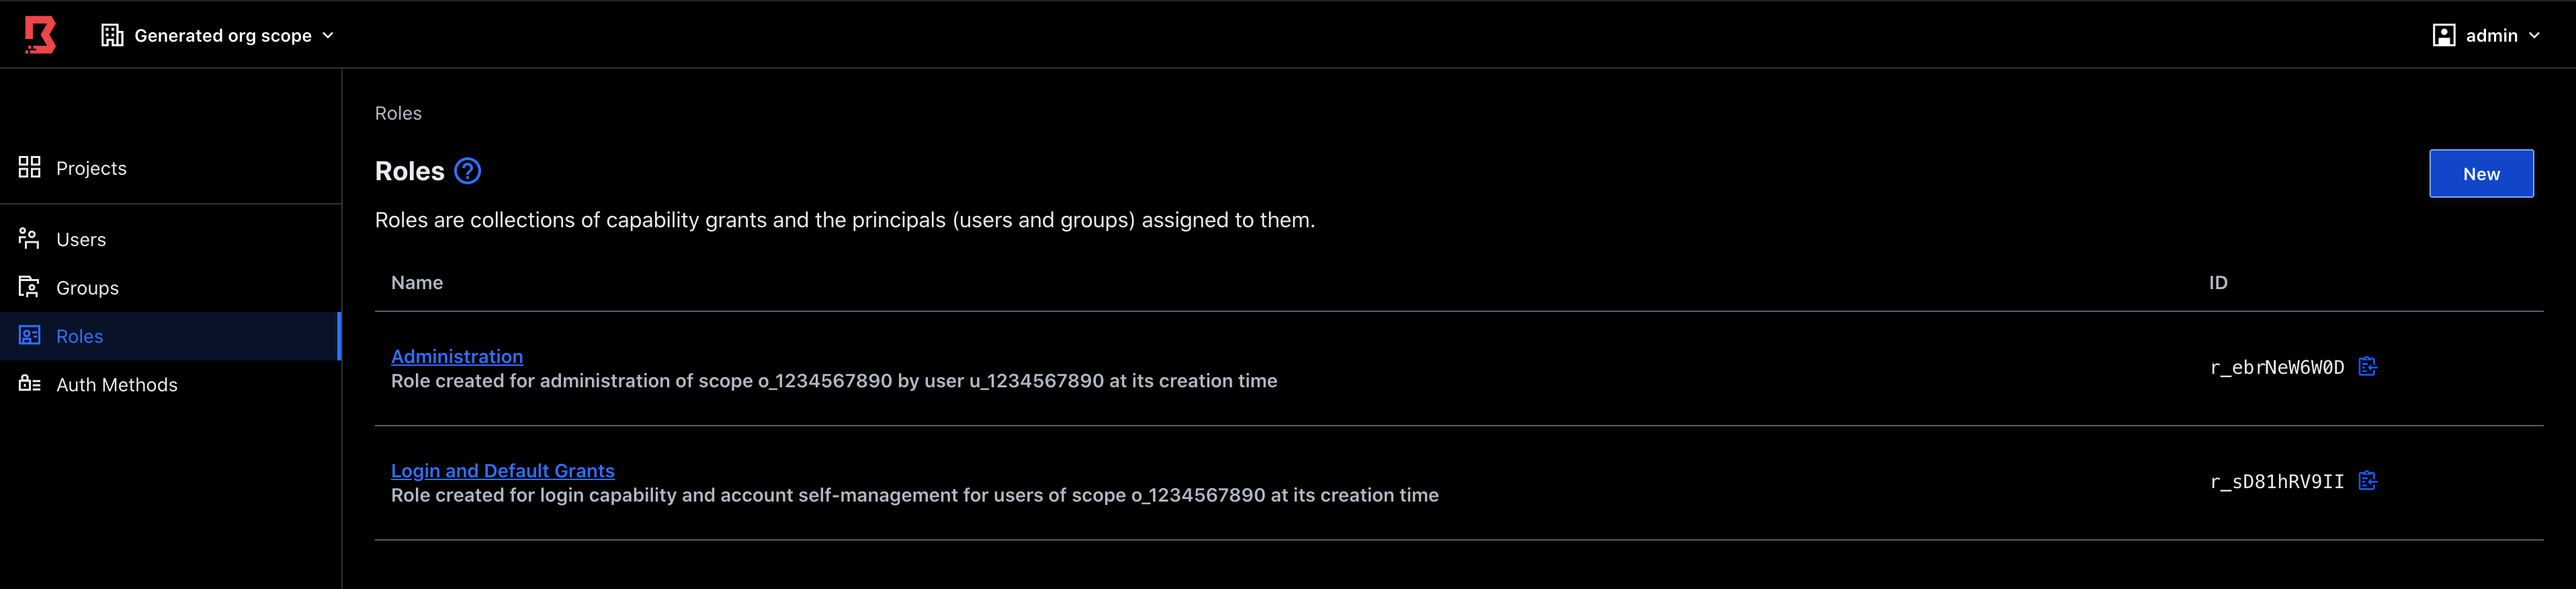 Generated org scope
admin
Projects
Users
Groups
Roles
Auth Methods
Roles
Roles ?
New
Roles are collections of capability grants and the principals (users and groups) assigned to them.
Name ID
Administration
Role created for administration of scope o_1234567890 by user u_1234567890 at its creation time
r_ebrNeW6W0D
Login and Default Grants
Role created for login capability and account self-management for users of scope o_1234567890 at its creation time
r_sD81hRV9II